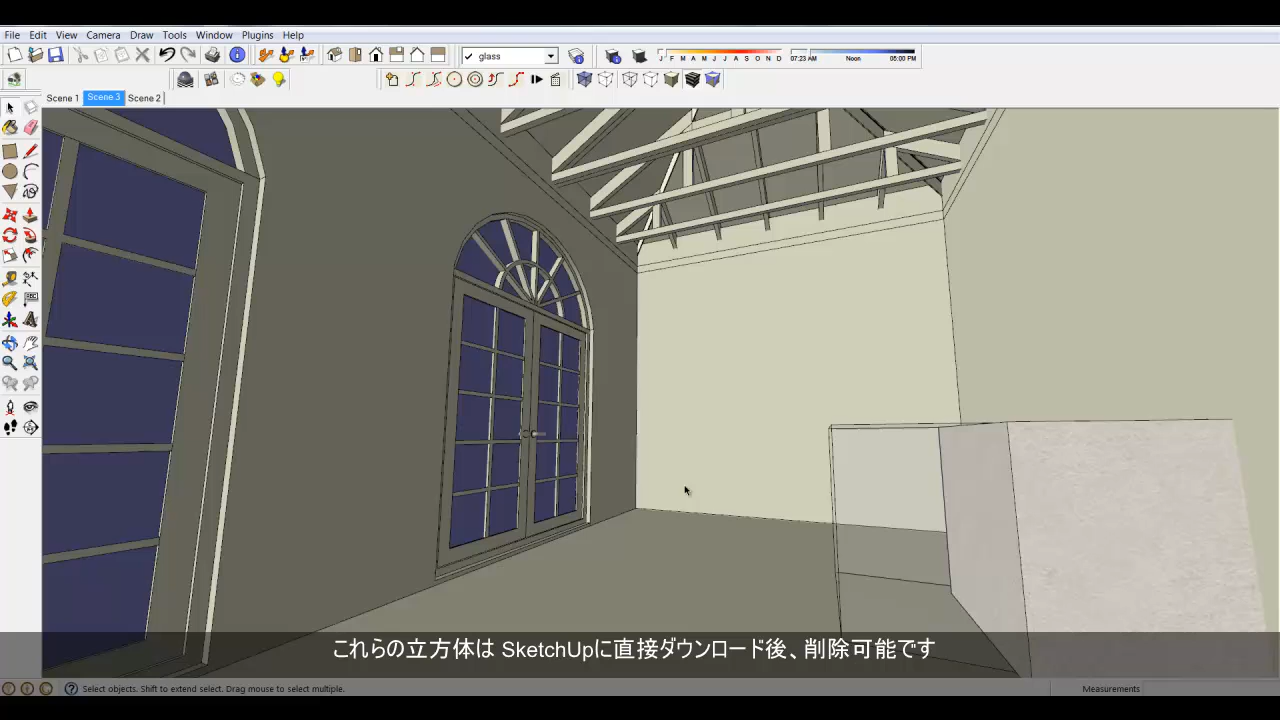 File Edit View Camera Draw Tools Window Plugins Help
glass
J F M A M J J A S O N D 07:23 AM Noon 05:00 PM
Scene 1 Scene 3 Scene 2
これらの立方体は SketchUpに直接ダウンロード後、削除可能です
Select objects. Shift to extend select. Drag mouse to select multiple. Measurements